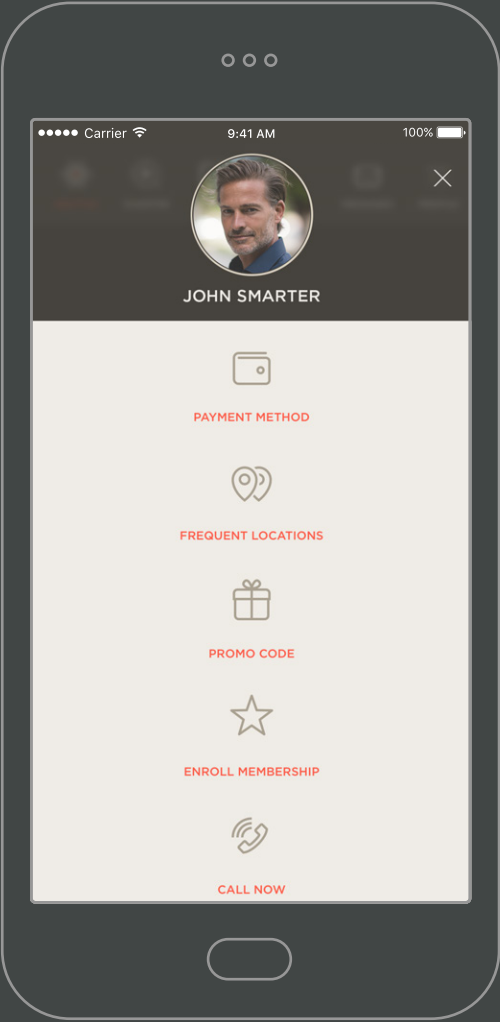 Carrier 9:41 AM 100%
JOHN SMARTER
PAYMENT METHOD
FREQUENT LOCATIONS
PROMO CODE
ENROLL MEMBERSHIP
CALL NOW